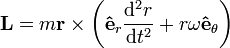 𝐋 = m𝐫 × ( 𝐞̂_r d²r/dt² + rω𝐞̂_θ )